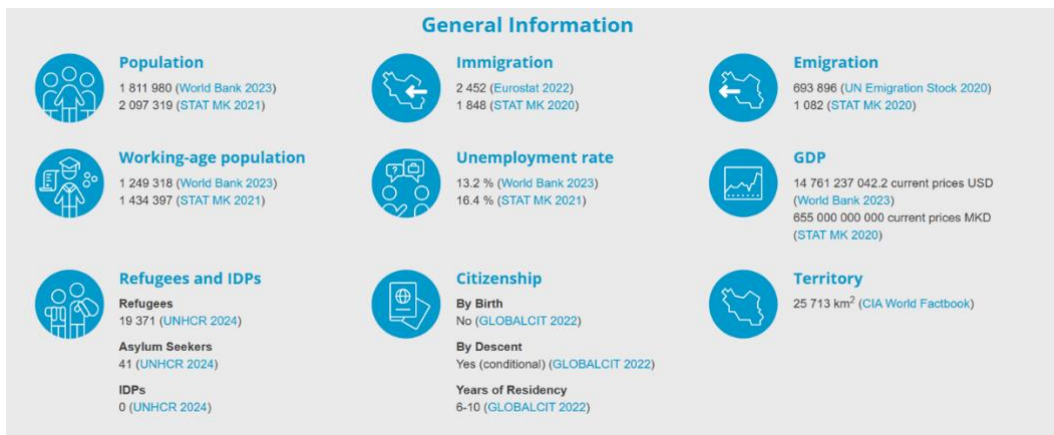 General Information
Population
1 811 980 (World Bank 2023)
2 097 319 (STAT MK 2021)
Immigration
2 452 (Eurostat 2022)
1 848 (STAT MK 2020)
Emigration
693 896 (UN Emigration Stock 2020)
1 082 (STAT MK 2020)
Working-age population
1 249 318 (World Bank 2023)
1 434 397 (STAT MK 2021)
Unemployment rate
13.2 % (World Bank 2023)
16.4 % (STAT MK 2021)
GDP
14 761 237 042.2 current prices USD
(World Bank 2023)
655 000 000 000 current prices MKD
(STAT MK 2020)
Refugees and IDPs
Refugees
19 371 (UNHCR 2024)
Asylum Seekers
41 (UNHCR 2024)
IDPs
0 (UNHCR 2024)
Citizenship
By Birth
No (GLOBALCIT 2022)
By Descent
Yes (conditional) (GLOBALCIT 2022)
Years of Residency
6-10 (GLOBALCIT 2022)
Territory
25 713 km² (CIA World Factbook)